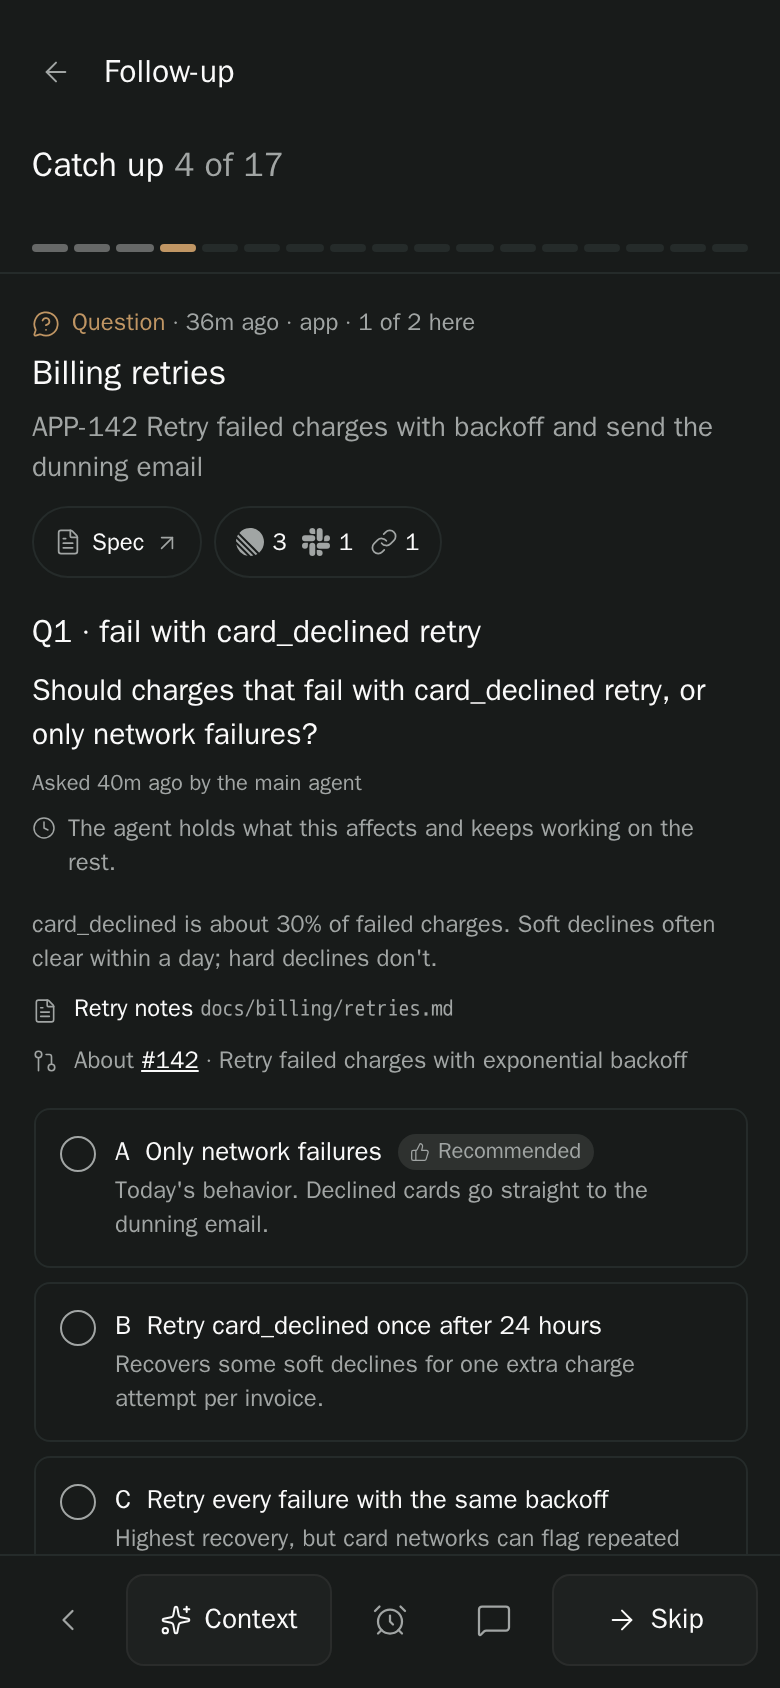 Follow-up
Catch up 4 of 17
Question · 36m ago · app · 1 of 2 here
Billing retries
APP-142 Retry failed charges with backoff and send the
dunning email
Spec 3 1 1
Q1 · fail with card_declined retry
Should charges that fail with card_declined retry, or
only network failures?
Asked 40m ago by the main agent
The agent holds what this affects and keeps working on the
rest.
card_declined is about 30% of failed charges. Soft declines often
clear within a day; hard declines don't.
Retry notes docs/billing/retries.md
About #142 · Retry failed charges with exponential backoff
A Only network failures Recommended
Today's behavior. Declined cards go straight to the
dunning email.
B Retry card_declined once after 24 hours
Recovers some soft declines for one extra charge
attempt per invoice.
C Retry every failure with the same backoff
Highest recovery, but card networks can flag repeated
Context Skip